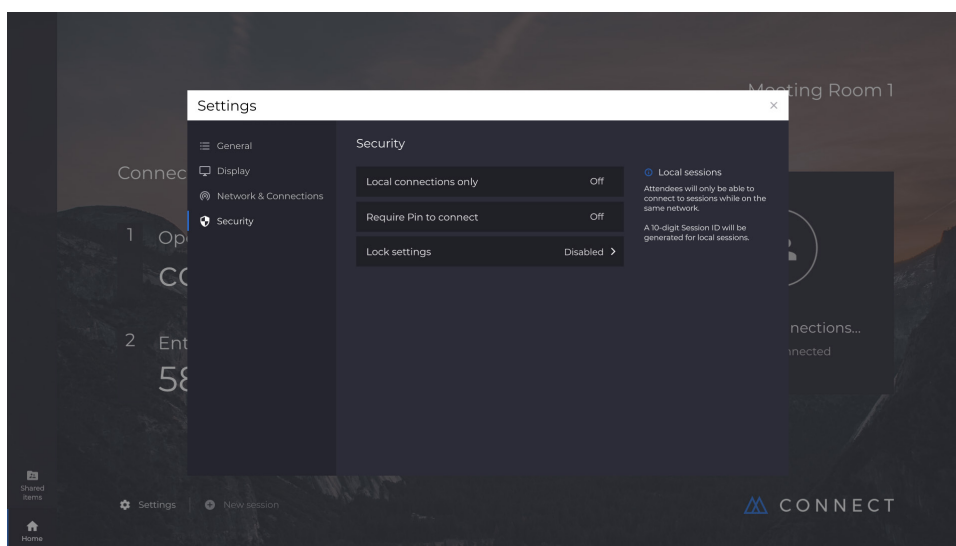 Meeting Room 1
Settings
General
Display
Network & Connections
Security
Security
Local connections only Off
Require Pin to connect Off
Lock settings Disabled
Local sessions
Attendees will only be able to
connect to sessions while on the
same network.
A 10-digit Session ID will be
generated for local sessions.
Connec
1 Op
co
2 Ent
58
nections...
nnected
Shared
items
Home
Settings
New session
CONNECT